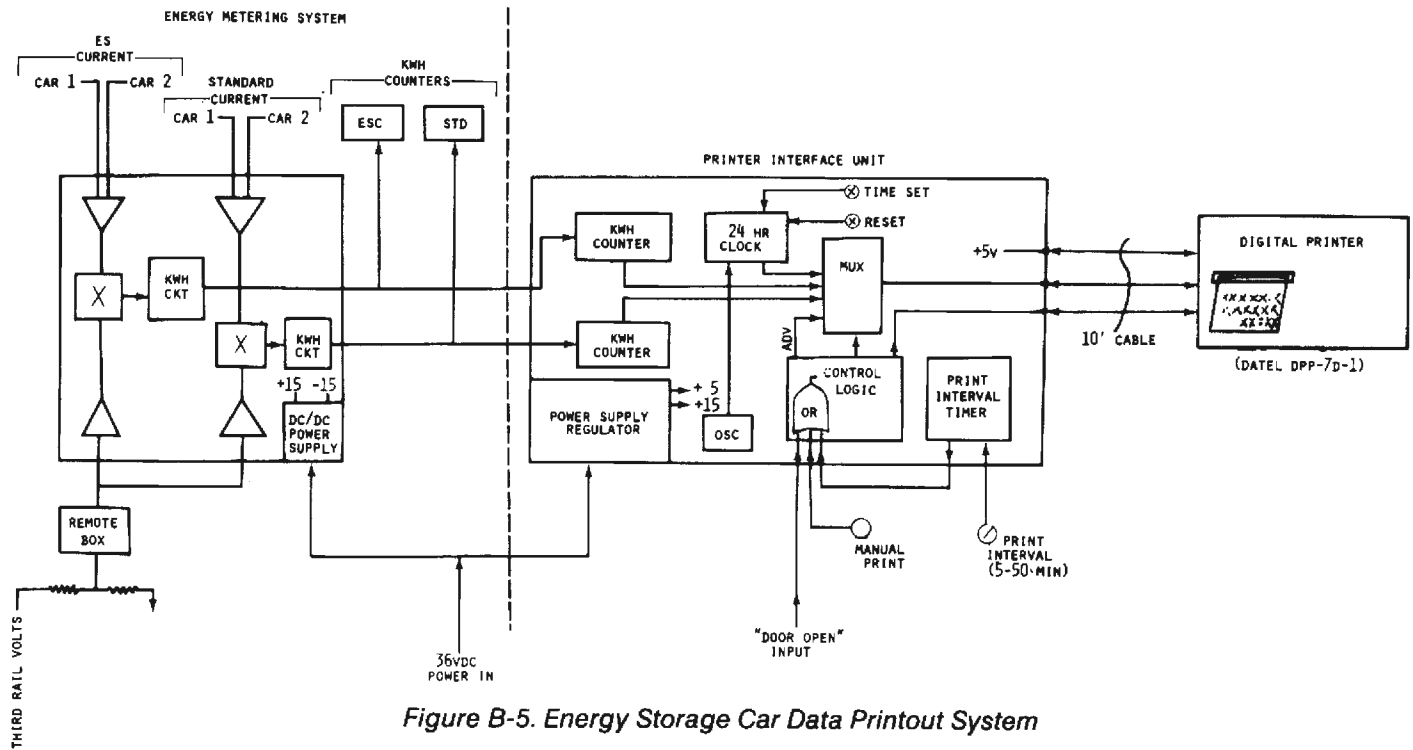 ENERGY METERING SYSTEM
ES
CURRENT
CAR 1
CAR 2
STANDARD
CURRENT
CAR 1
CAR 2
KWH
COUNTERS
ESC
STD
X
KWH
CKT
X
KWH
CKT
+15 -15
DC/DC
POWER
SUPPLY
REMOTE
BOX
THIRD RAIL VOLTS
36VDC
POWER IN
PRINTER INTERFACE UNIT
KWH
COUNTER
KWH
COUNTER
24 HR
CLOCK
TIME SET
RESET
MUX
+5V
ADV
CONTROL
LOGIC
OR
PRINT
INTERVAL
TIMER
POWER SUPPLY
REGULATOR
+ 5
+15
OSC
MANUAL
PRINT
PRINT
INTERVAL
(5-50 MIN)
"DOOR OPEN"
INPUT
10' CABLE
DIGITAL PRINTER
(DATEL DPP-7D-1)
Figure B-5. Energy Storage Car Data Printout System